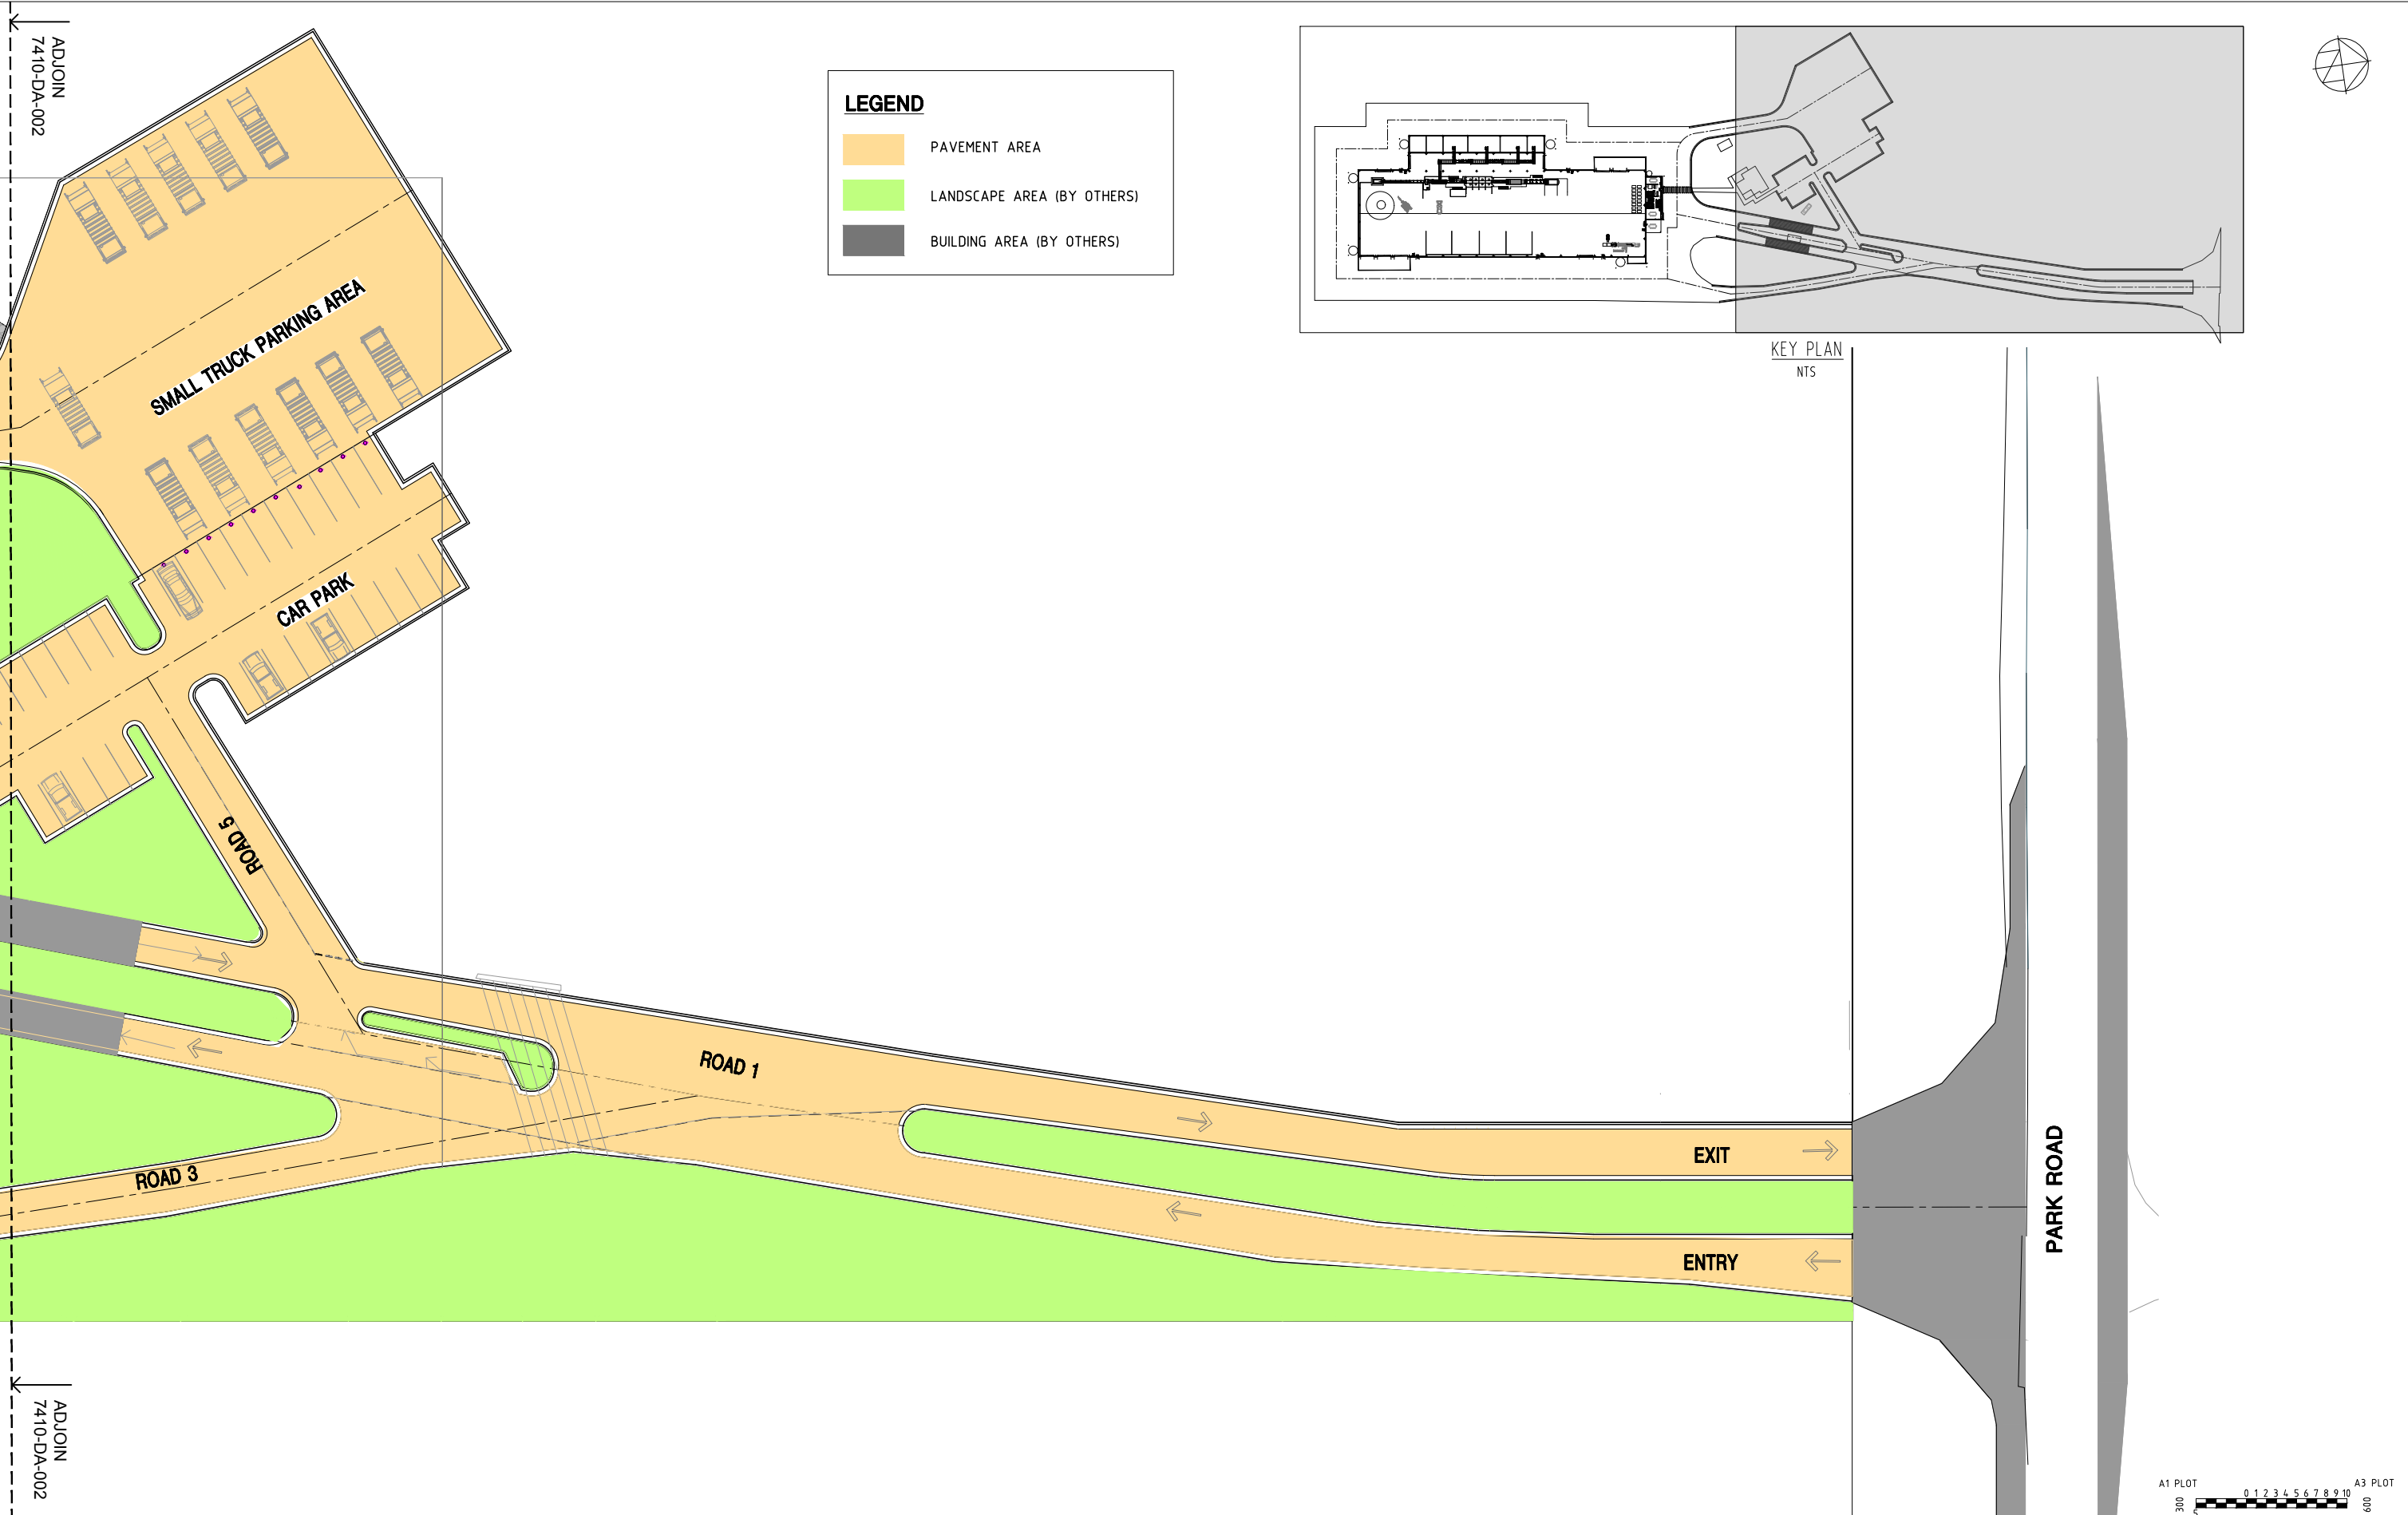 ADJOIN
7410-DA-002
LEGEND
PAVEMENT AREA
LANDSCAPE AREA (BY OTHERS)
BUILDING AREA (BY OTHERS)
KEY PLAN
NTS
SMALL TRUCK PARKING AREA
CAR PARK
ROAD 5
ROAD 1
ROAD 3
EXIT
ENTRY
PARK ROAD
ADJOIN
7410-DA-002
A1 PLOT
A3 PLOT
0 1 2 3 4 5 6 7 8 9 10
300
600